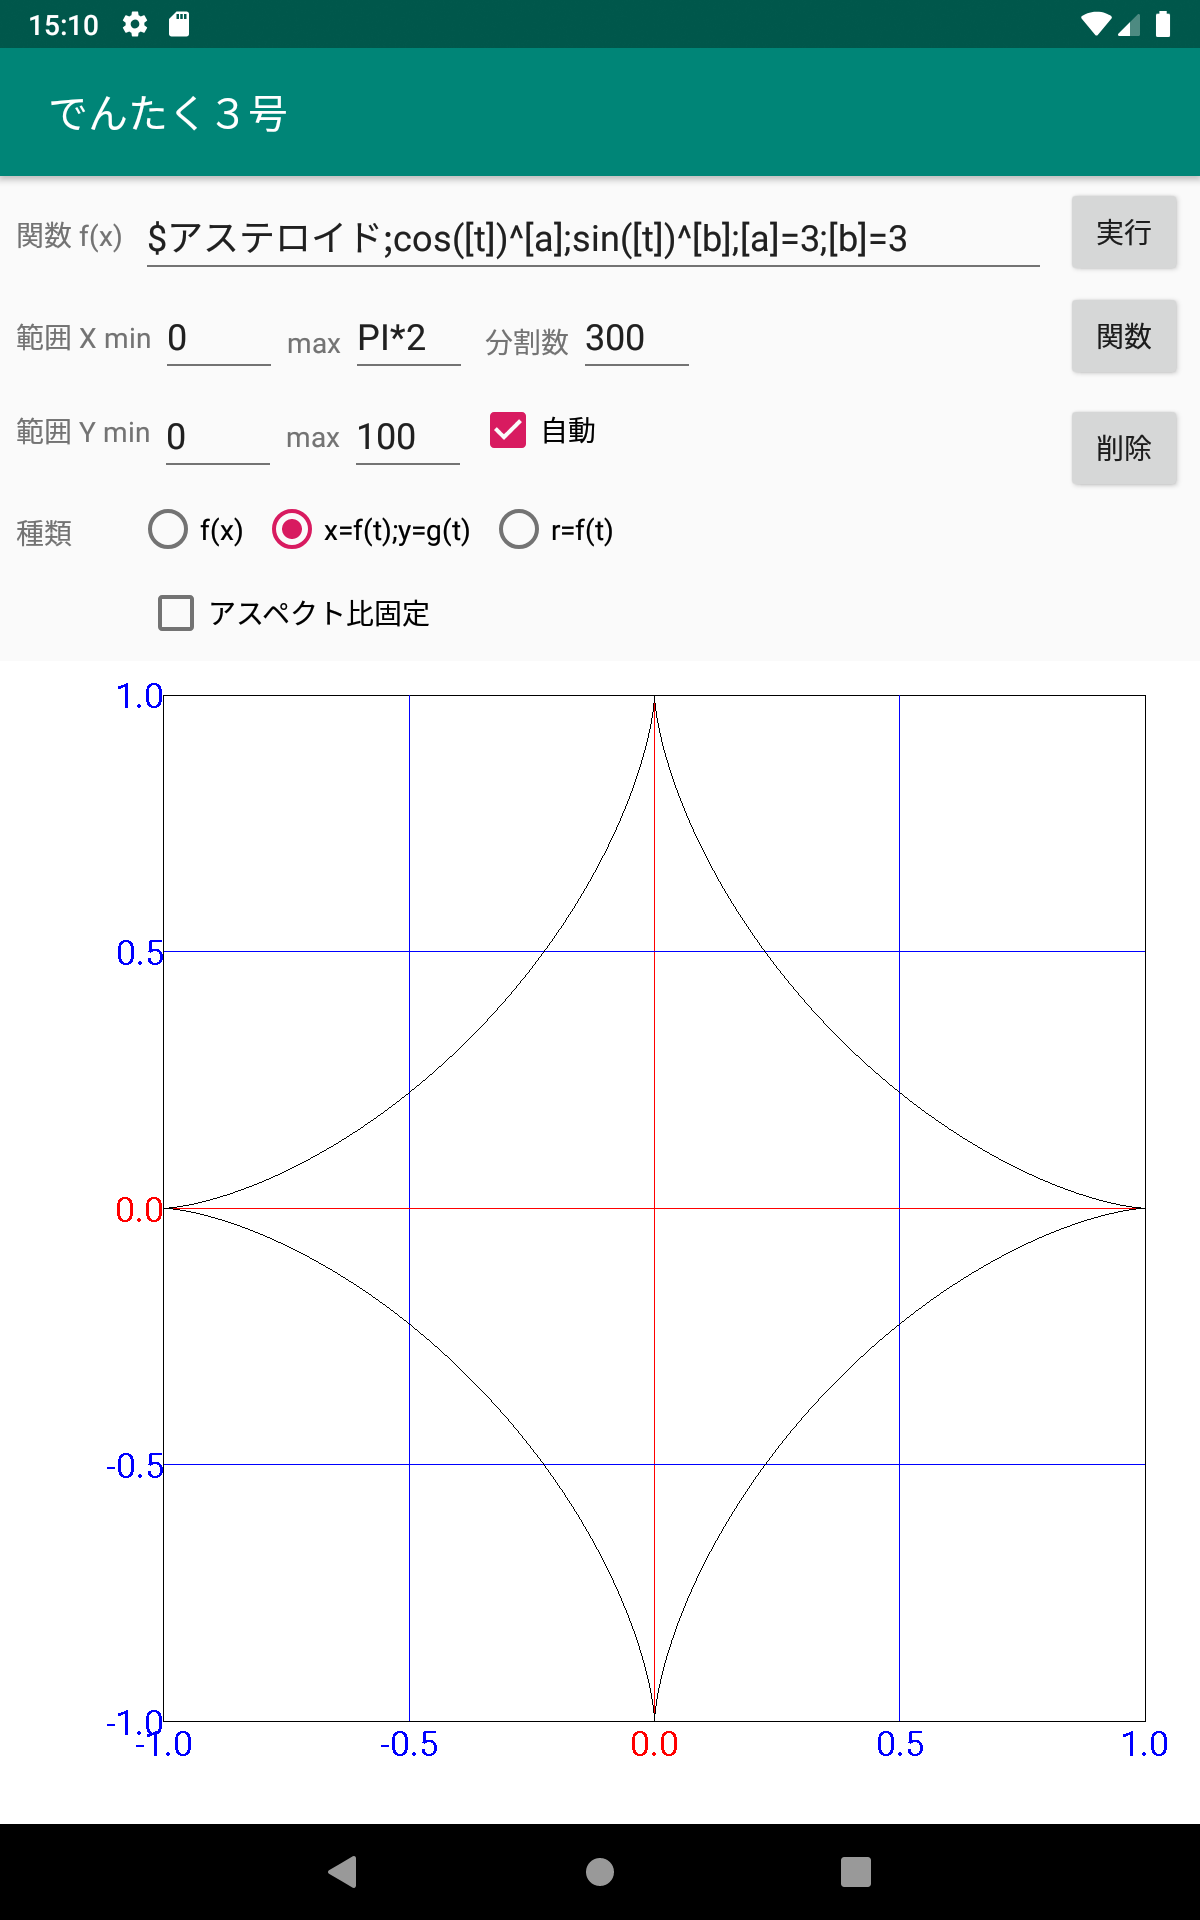 15:10
でんたく３号
関数 f(x) $アステロイド;cos([t])^[a];sin([t])^[b];[a]=3;[b]=3 実行
範囲 X min 0 max PI*2 分割数 300 関数
範囲 Y min 0 max 100 自動 削除
種類 f(x) x=f(t);y=g(t) r=f(t)
アスペクト比固定
1.0
0.5
0.0
-0.5
-1.0
-1.0 -0.5 0.0 0.5 1.0